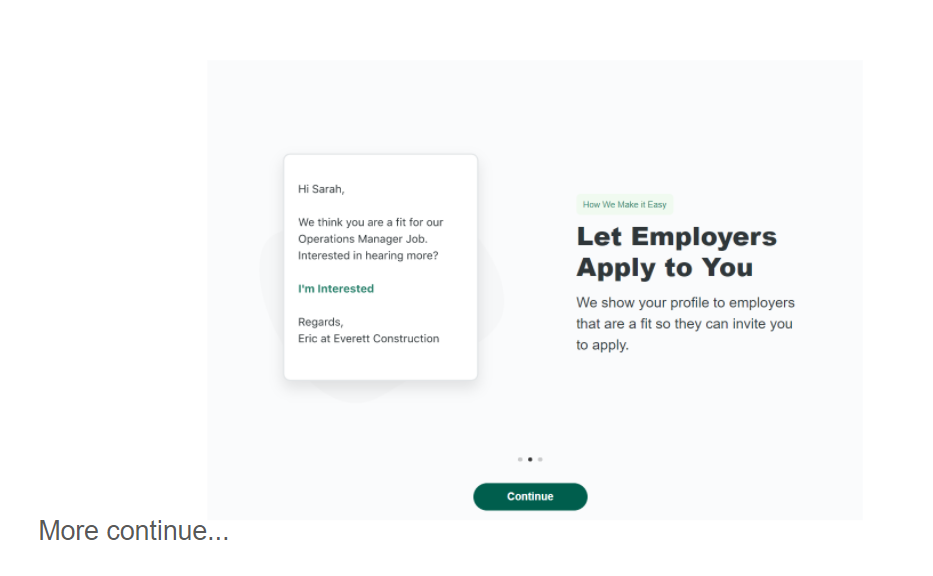 Hi Sarah,
We think you are a fit for our
Operations Manager Job.
Interested in hearing more?
I'm Interested
Regards,
Eric at Everett Construction
How We Make it Easy
Let Employers
Apply to You
We show your profile to employers
that are a fit so they can invite you
to apply.
Continue
More continue...